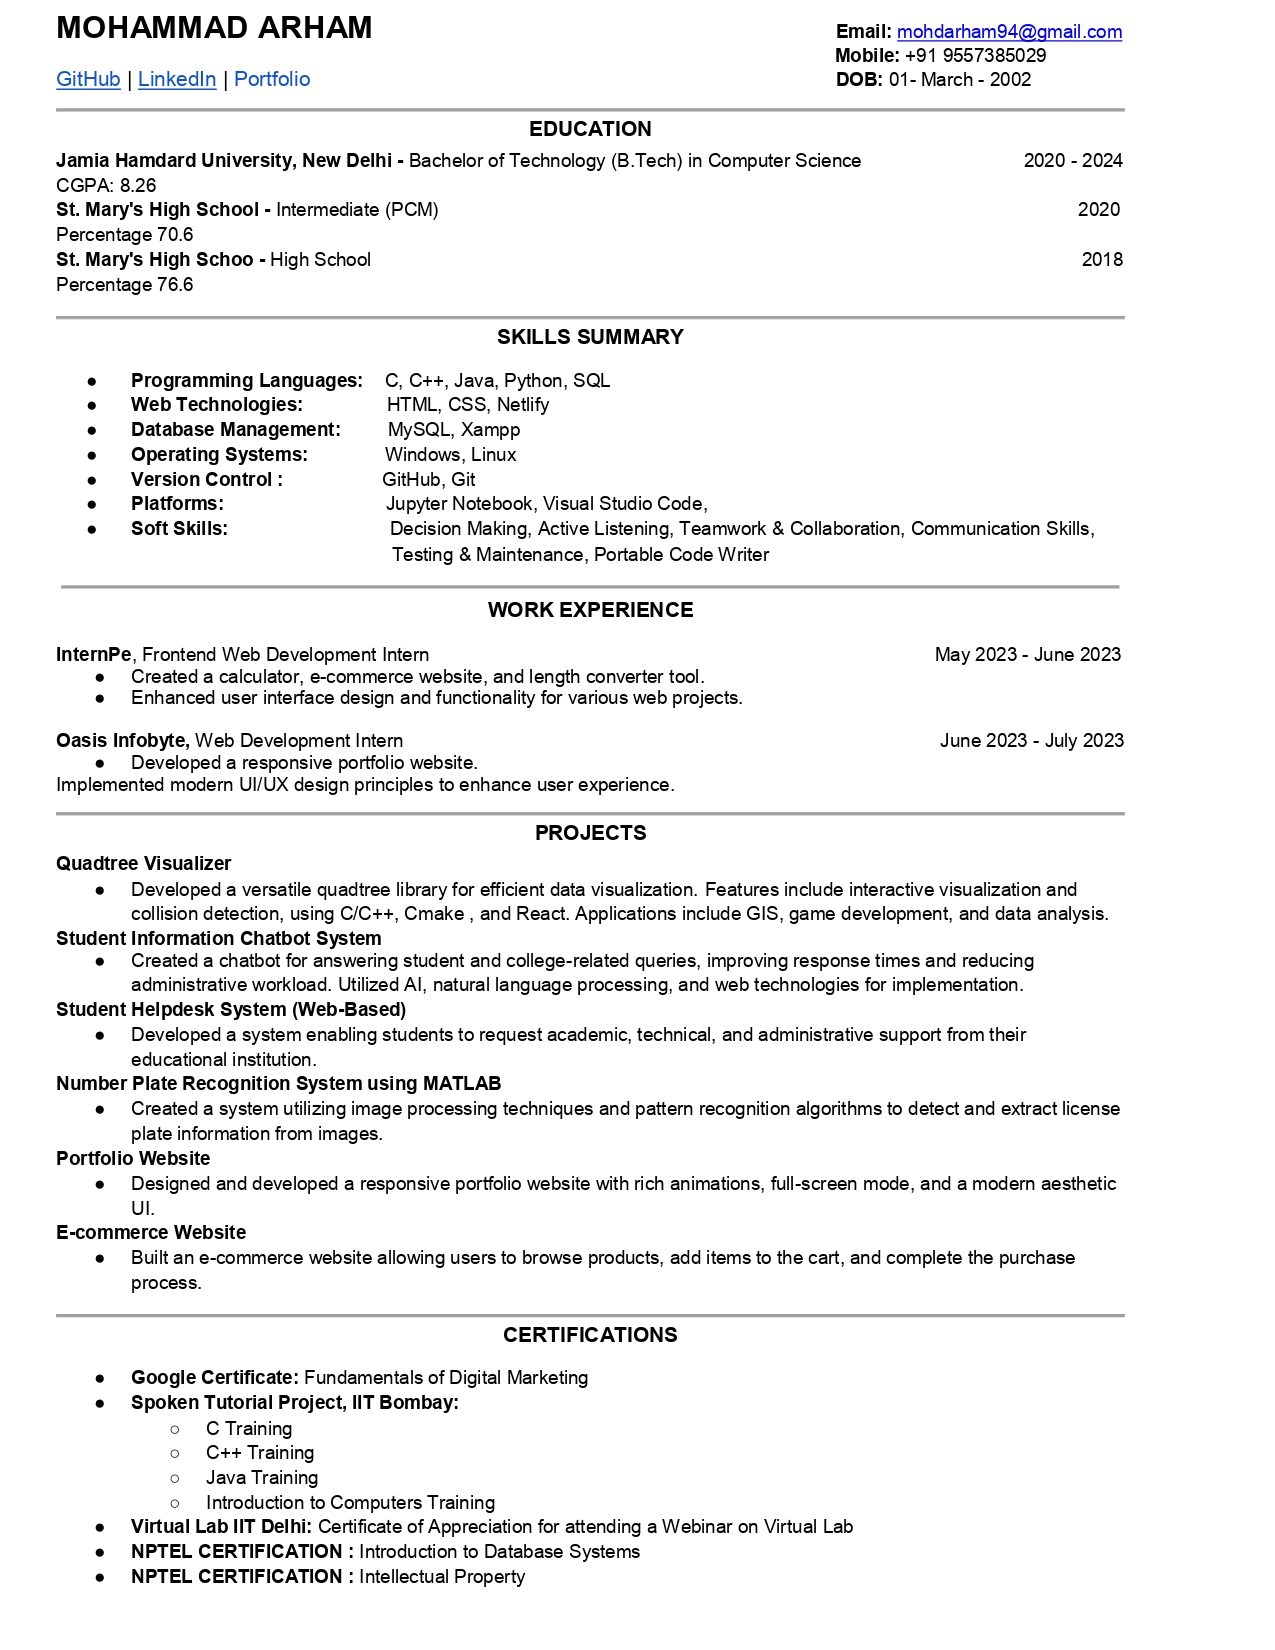 MOHAMMAD ARHAM
Email: mohdarham94@gmail.com
Mobile: +91 9557385029
GitHub | LinkedIn | Portfolio
DOB: 01- March - 2002
EDUCATION
Jamia Hamdard University, New Delhi - Bachelor of Technology (B.Tech) in Computer Science 2020 - 2024
CGPA: 8.26
St. Mary's High School - Intermediate (PCM) 2020
Percentage 70.6
St. Mary's High Schoo - High School 2018
Percentage 76.6
SKILLS SUMMARY
● Programming Languages: C, C++, Java, Python, SQL
● Web Technologies: HTML, CSS, Netlify
● Database Management: MySQL, Xampp
● Operating Systems: Windows, Linux
● Version Control : GitHub, Git
● Platforms: Jupyter Notebook, Visual Studio Code,
● Soft Skills: Decision Making, Active Listening, Teamwork & Collaboration, Communication Skills,
Testing & Maintenance, Portable Code Writer
WORK EXPERIENCE
InternPe, Frontend Web Development Intern May 2023 - June 2023
● Created a calculator, e-commerce website, and length converter tool.
● Enhanced user interface design and functionality for various web projects.
Oasis Infobyte, Web Development Intern June 2023 - July 2023
● Developed a responsive portfolio website.
Implemented modern UI/UX design principles to enhance user experience.
PROJECTS
Quadtree Visualizer
● Developed a versatile quadtree library for efficient data visualization. Features include interactive visualization and
collision detection, using C/C++, Cmake , and React. Applications include GIS, game development, and data analysis.
Student Information Chatbot System
● Created a chatbot for answering student and college-related queries, improving response times and reducing
administrative workload. Utilized AI, natural language processing, and web technologies for implementation.
Student Helpdesk System (Web-Based)
● Developed a system enabling students to request academic, technical, and administrative support from their
educational institution.
Number Plate Recognition System using MATLAB
● Created a system utilizing image processing techniques and pattern recognition algorithms to detect and extract license
plate information from images.
Portfolio Website
● Designed and developed a responsive portfolio website with rich animations, full-screen mode, and a modern aesthetic
UI.
E-commerce Website
● Built an e-commerce website allowing users to browse products, add items to the cart, and complete the purchase
process.
CERTIFICATIONS
● Google Certificate: Fundamentals of Digital Marketing
● Spoken Tutorial Project, IIT Bombay:
○ C Training
○ C++ Training
○ Java Training
○ Introduction to Computers Training
● Virtual Lab IIT Delhi: Certificate of Appreciation for attending a Webinar on Virtual Lab
● NPTEL CERTIFICATION : Introduction to Database Systems
● NPTEL CERTIFICATION : Intellectual Property